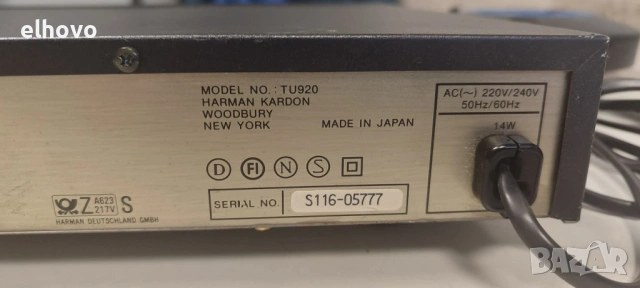 elhovo
MODEL NO.: TU920
HARMAN KARDON
WOODBURY
NEW YORK MADE IN JAPAN
AC(~) 220V/240V
50Hz/60Hz
14W
D FI N S
Z A623 217V S
HARMAN DEUTSCHLAND GMBH
SERIAL NO. S116-05777
BAZAR